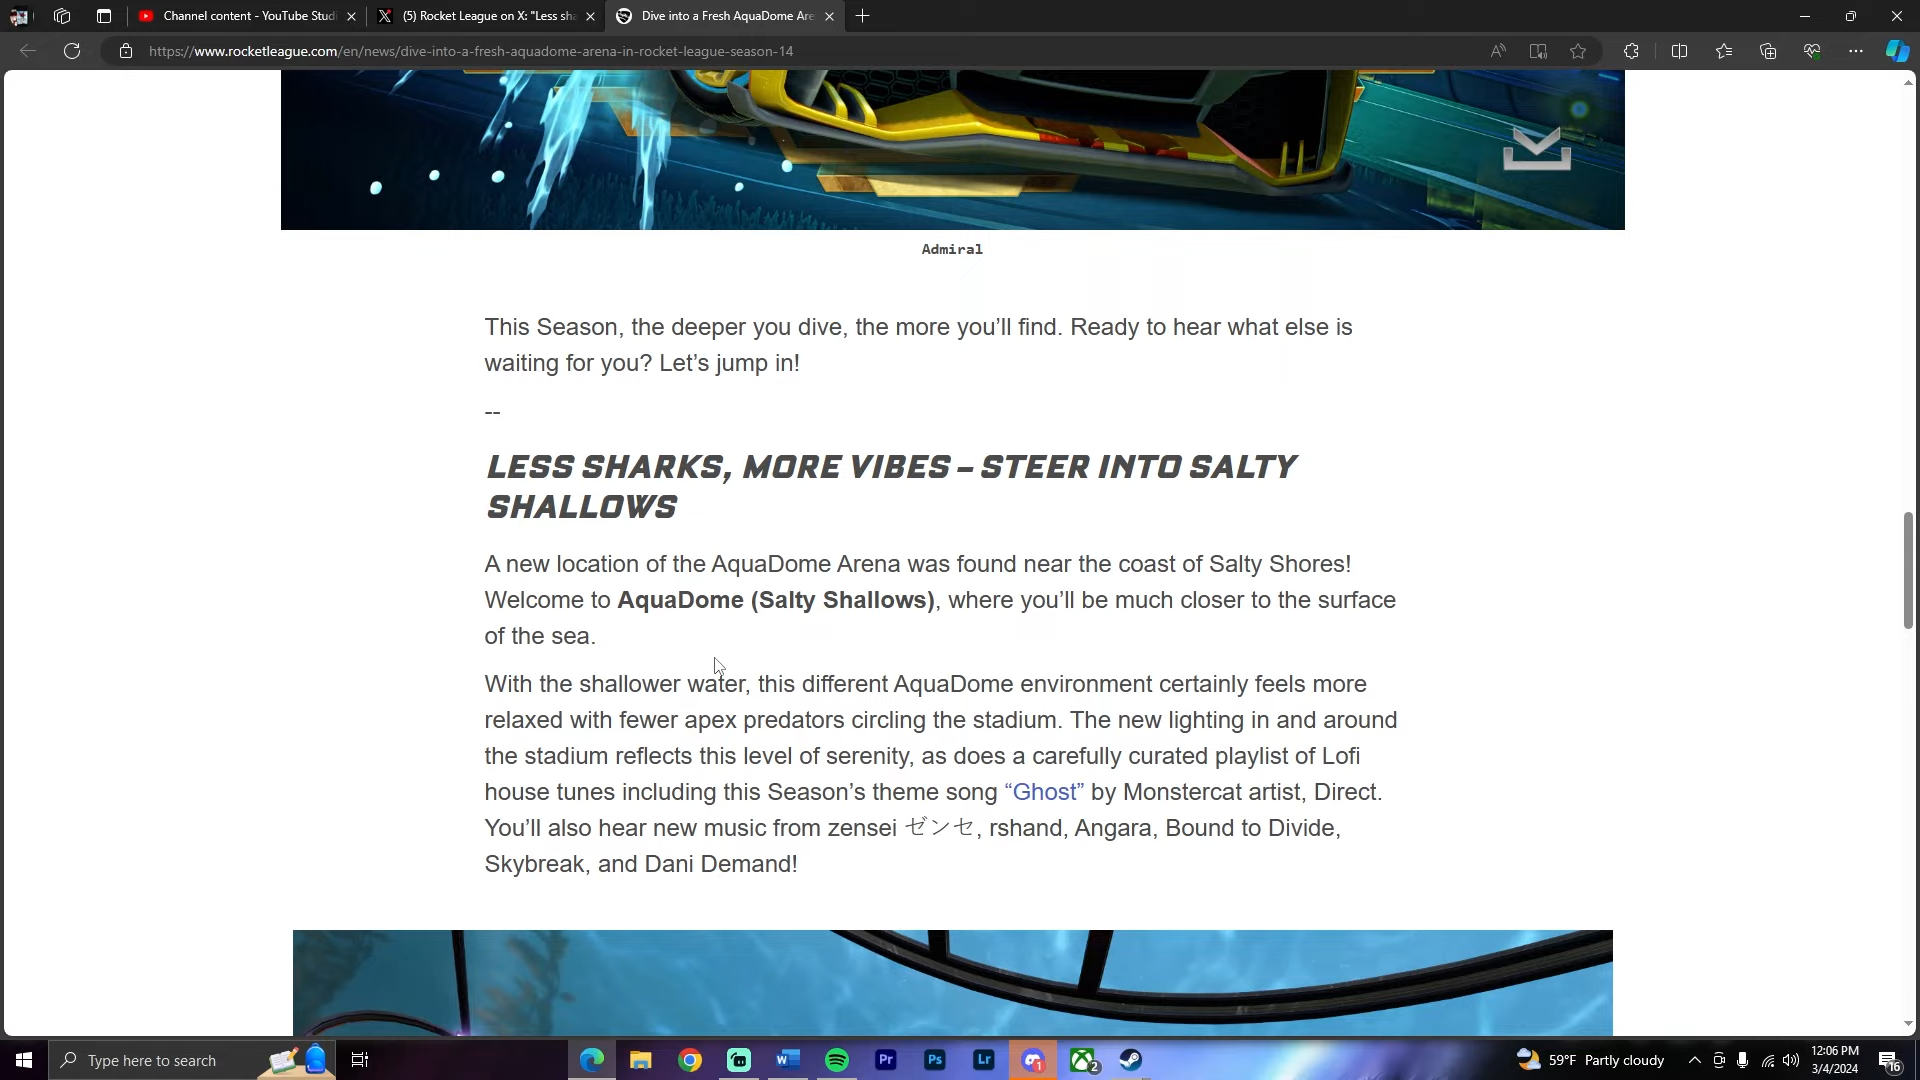 Channel content - YouTube Studi
(5) Rocket League on X: "Less sha
Dive into a Fresh AquaDome Are
https://www.rocketleague.com/en/news/dive-into-a-fresh-aquadome-arena-in-rocket-league-season-14
Admiral
This Season, the deeper you dive, the more you’ll find. Ready to hear what else is
waiting for you? Let’s jump in!
--
LESS SHARKS, MORE VIBES – STEER INTO SALTY
SHALLOWS
A new location of the AquaDome Arena was found near the coast of Salty Shores!
Welcome to AquaDome (Salty Shallows), where you’ll be much closer to the surface
of the sea.
With the shallower water, this different AquaDome environment certainly feels more
relaxed with fewer apex predators circling the stadium. The new lighting in and around
the stadium reflects this level of serenity, as does a carefully curated playlist of Lofi
house tunes including this Season’s theme song “Ghost” by Monstercat artist, Direct.
You’ll also hear new music from zensei ゼンセ, rshand, Angara, Bound to Divide,
Skybreak, and Dani Demand!
Type here to search
W
Pr
Ps
Lr
1
2
59°F Partly cloudy
12:06 PM
3/4/2024
16